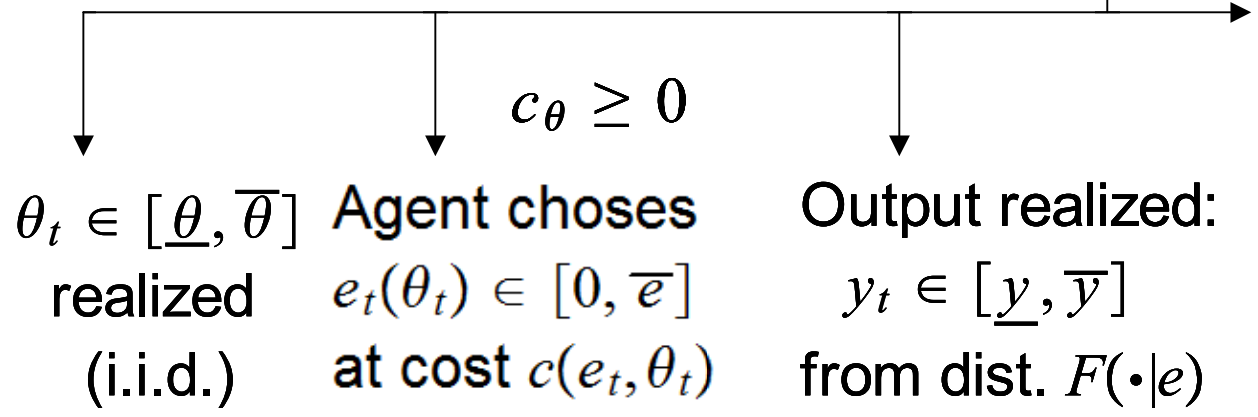 c_θ ≥ 0
θ_t ∈ [θ̲, θ̅]
realized
(i.i.d.)
Agent choses
e_t(θ_t) ∈ [0, e̅]
at cost c(e_t, θ_t)
Output realized:
y_t ∈ [y̲, y̅]
from dist. F(·|e)